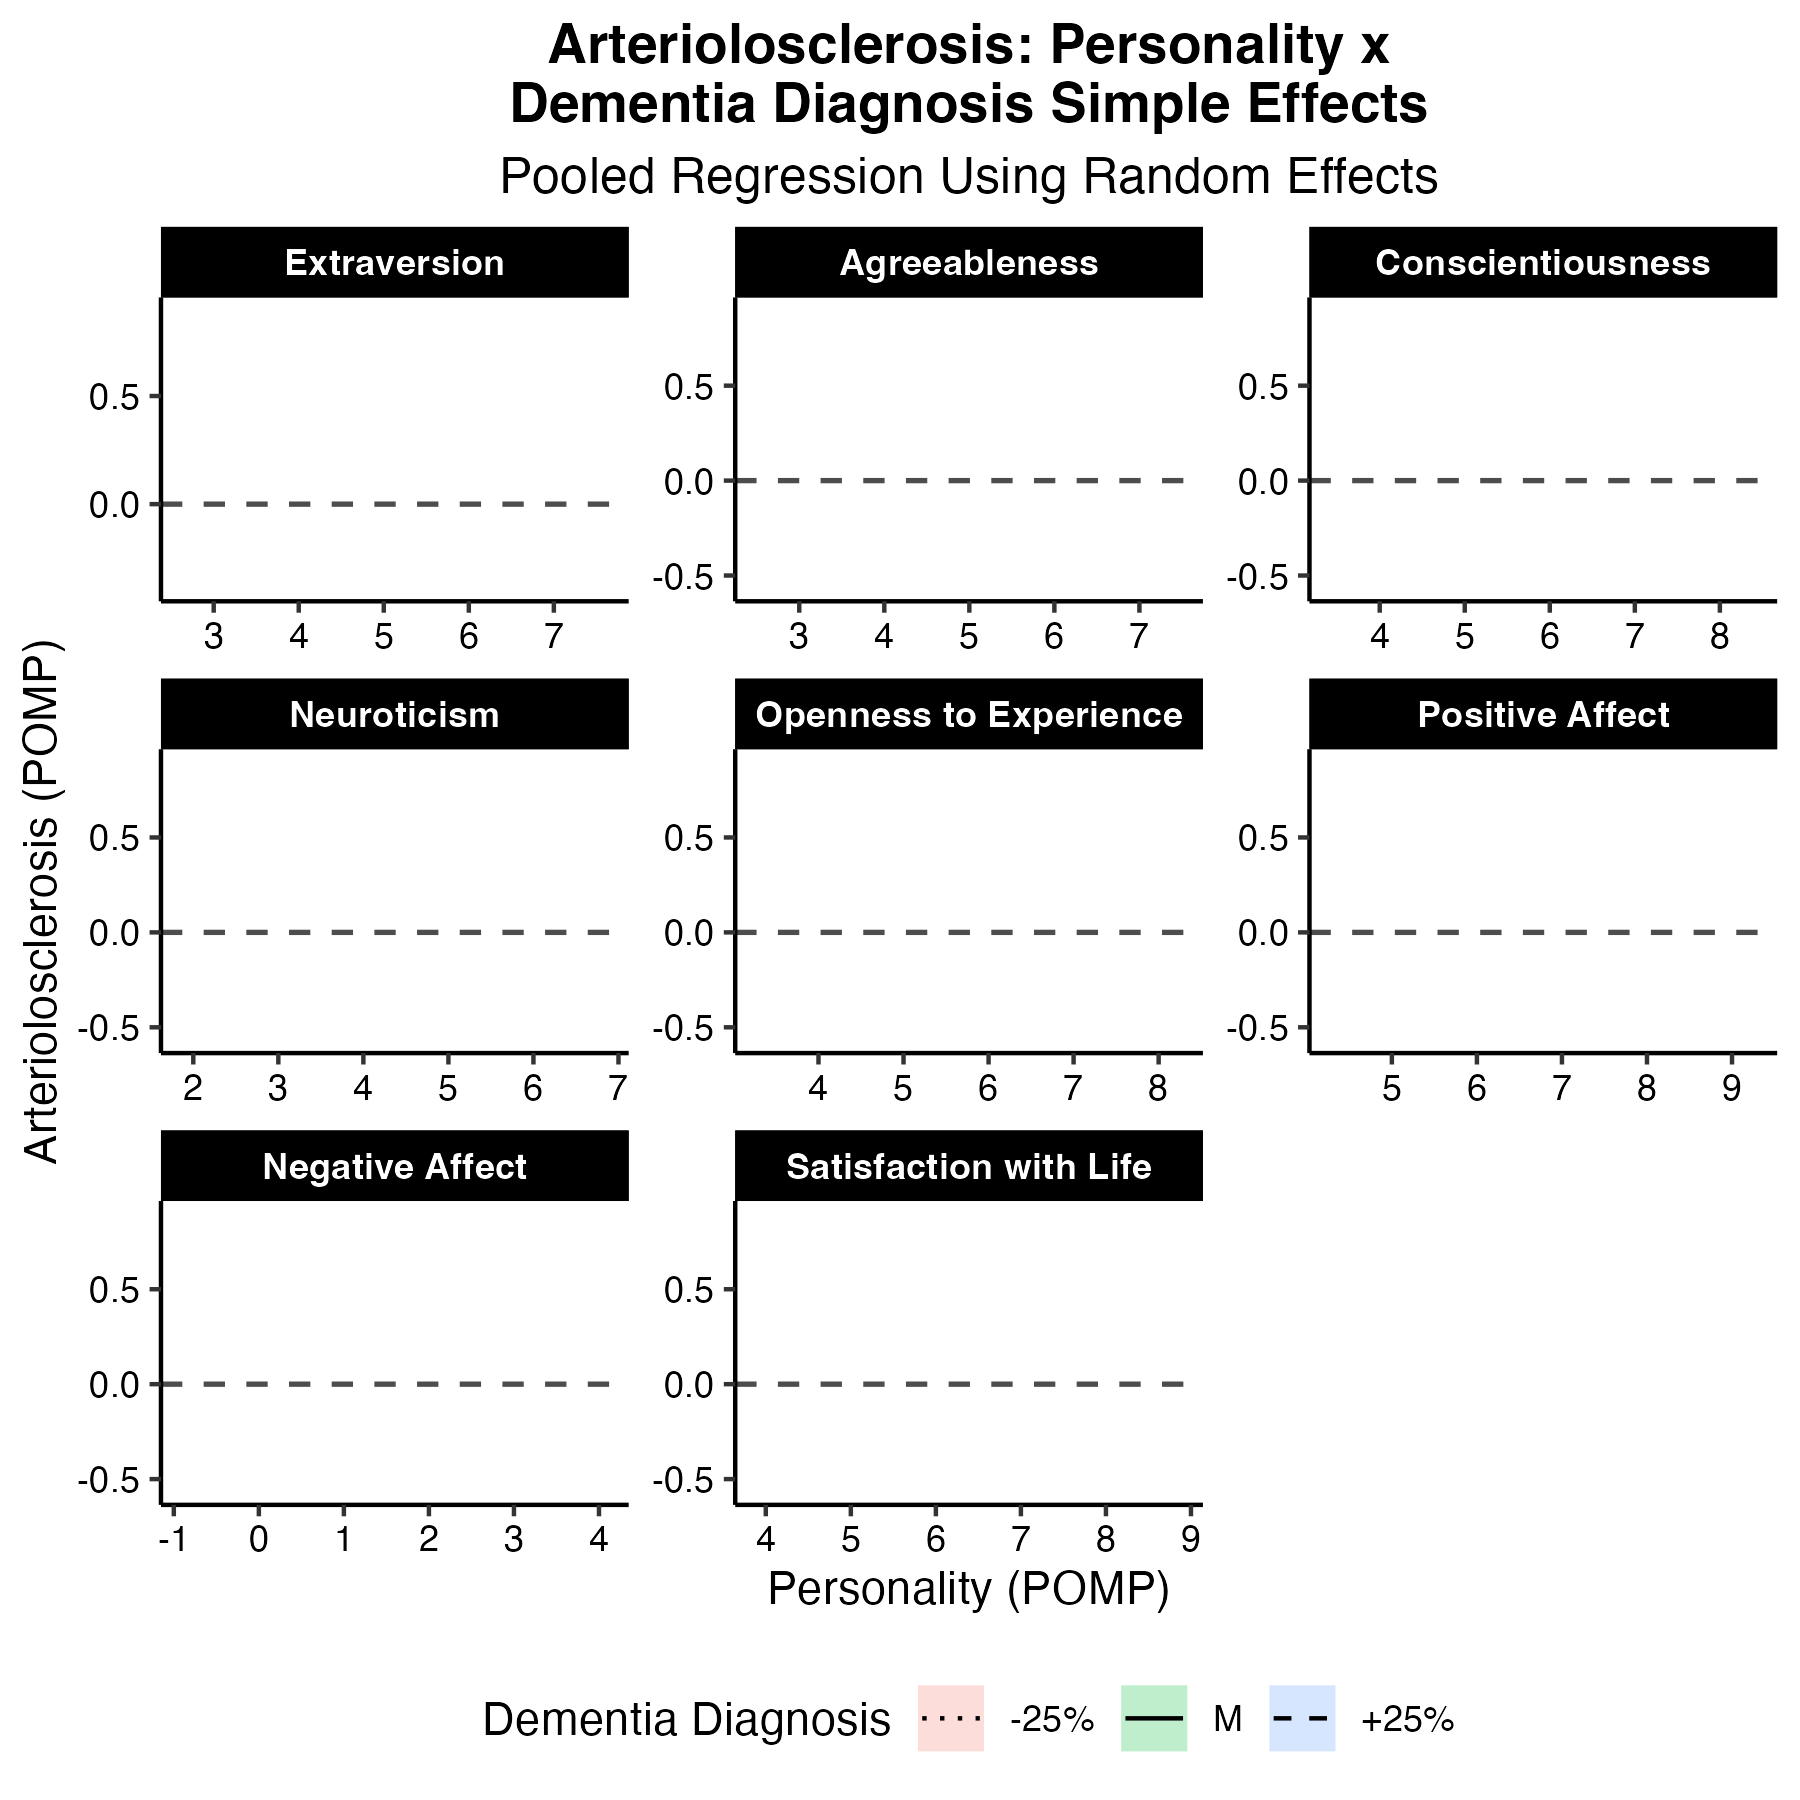 Arteriolosclerosis: Personality x
Dementia Diagnosis Simple Effects
Pooled Regression Using Random Effects
Arteriolosclerosis (POMP)
Extraversion
0.5
0.0
3 4 5 6 7
Agreeableness
0.5
0.0
-0.5
3 4 5 6 7
Conscientiousness
0.5
0.0
-0.5
4 5 6 7 8
Neuroticism
0.5
0.0
-0.5
2 3 4 5 6 7
Openness to Experience
0.5
0.0
-0.5
4 5 6 7 8
Positive Affect
0.5
0.0
-0.5
5 6 7 8 9
Negative Affect
0.5
0.0
-0.5
-1 0 1 2 3 4
Satisfaction with Life
0.5
0.0
-0.5
4 5 6 7 8 9
Personality (POMP)
Dementia Diagnosis -25% M +25%